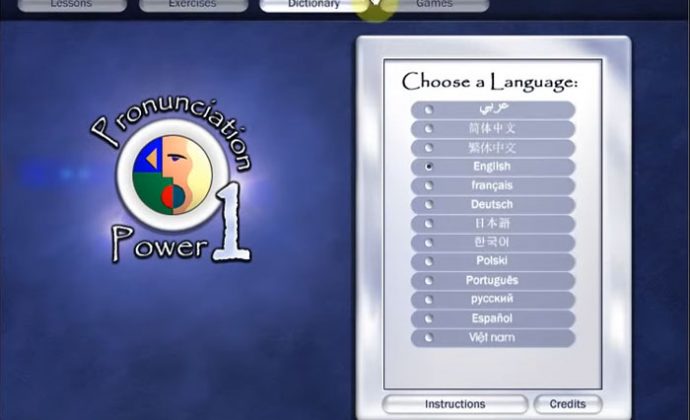 Lessons
Exercises
Dictionary
Games
Pronunciation
Power 1
Choose a Language:
عربي
简体中文
繁体中文
English
français
Deutsch
日本語
한국어
Polski
Português
русский
Español
Việt nam
Instructions
Credits